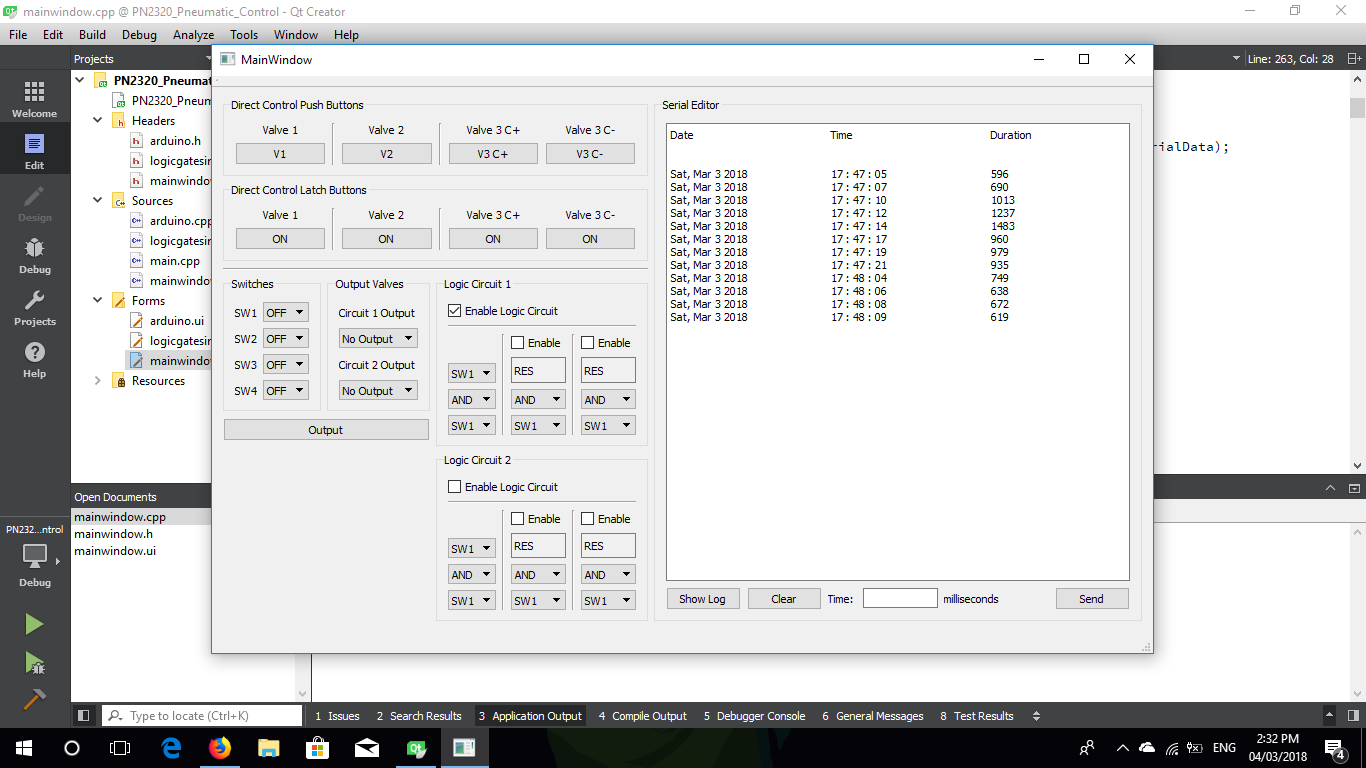 mainwindow.cpp @ PN2320_Pneumatic_Control - Qt Creator
File Edit Build Debug Analyze Tools Window Help
Projects
Line: 263, Col: 28
Welcome
Edit
Design
Debug
Projects
Help
PN2320_Pneumat
PN2320_Pneum
Headers
arduino.h
logicgatesir
mainwindow
Sources
arduino.cpp
logicgatesir
main.cpp
mainwindow
Forms
arduino.ui
logicgatesir
mainwindow
Resources
Open Documents
mainwindow.cpp
mainwindow.h
mainwindow.ui
PN232...ntrol
Debug
MainWindow
Direct Control Push Buttons
Valve 1 Valve 2 Valve 3 C+ Valve 3 C-
V1 V2 V3 C+ V3 C-
Direct Control Latch Buttons
Valve 1 Valve 2 Valve 3 C+ Valve 3 C-
ON ON ON ON
Switches
SW1 OFF
SW2 OFF
SW3 OFF
SW4 OFF
Output Valves
Circuit 1 Output
No Output
Circuit 2 Output
No Output
Output
Logic Circuit 1
Enable Logic Circuit
Enable Enable
SW1 RES RES
AND AND AND
SW1 SW1 SW1
Logic Circuit 2
Enable Logic Circuit
Enable Enable
SW1 RES RES
AND AND AND
SW1 SW1 SW1
Serial Editor
Date Time Duration
Sat, Mar 3 2018 17 : 47 : 05 596
Sat, Mar 3 2018 17 : 47 : 07 690
Sat, Mar 3 2018 17 : 47 : 10 1013
Sat, Mar 3 2018 17 : 47 : 12 1237
Sat, Mar 3 2018 17 : 47 : 14 1483
Sat, Mar 3 2018 17 : 47 : 17 960
Sat, Mar 3 2018 17 : 47 : 19 979
Sat, Mar 3 2018 17 : 47 : 21 935
Sat, Mar 3 2018 17 : 48 : 04 749
Sat, Mar 3 2018 17 : 48 : 06 638
Sat, Mar 3 2018 17 : 48 : 08 672
Sat, Mar 3 2018 17 : 48 : 09 619
Show Log Clear Time: milliseconds Send
rialData);
Type to locate (Ctrl+K) 1 Issues 2 Search Results 3 Application Output 4 Compile Output 5 Debugger Console 6 General Messages 8 Test Results
ENG
2:32 PM
04/03/2018
4